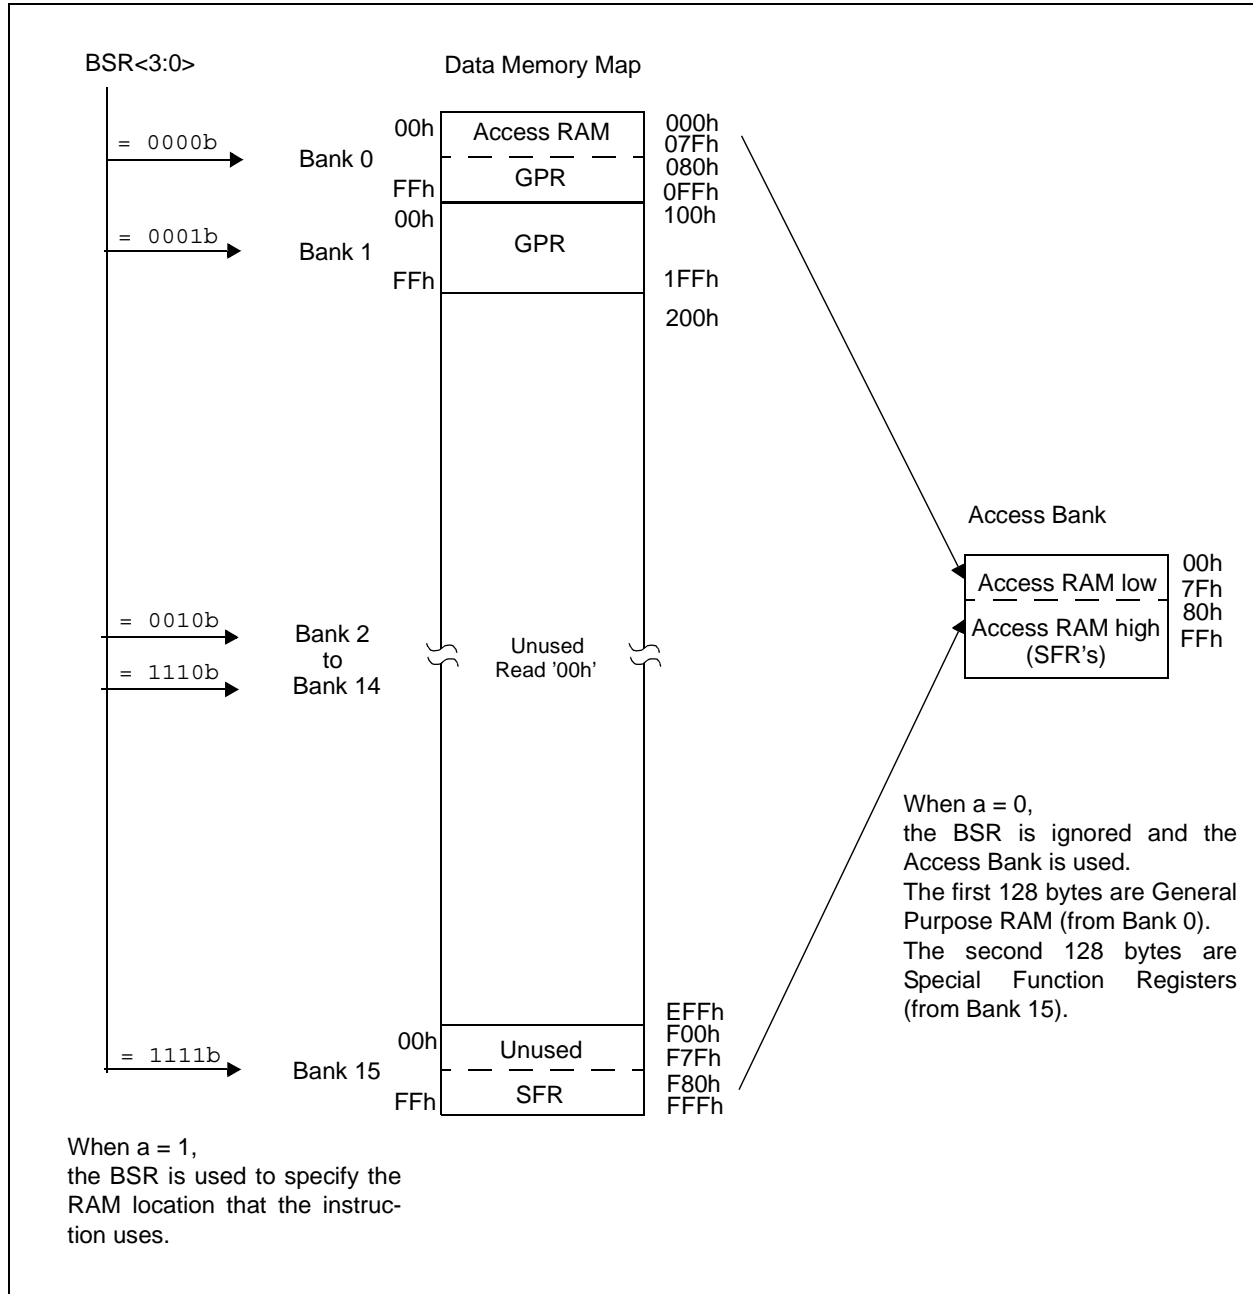 BSR<3:0>
Data Memory Map
= 0000b
Bank 0
00h
FFh
Access RAM
GPR
000h
07Fh
080h
0FFh
= 0001b
Bank 1
00h
FFh
GPR
100h
1FFh
200h
= 0010b
= 1110b
Bank 2
to
Bank 14
Unused
Read '00h'
EFFh
= 1111b
Bank 15
00h
FFh
Unused
SFR
F00h
F7Fh
F80h
FFFh
Access Bank
Access RAM low
Access RAM high
(SFR's)
00h
7Fh
80h
FFh
When a = 0,
the BSR is ignored and the
Access Bank is used.
The first 128 bytes are General
Purpose RAM (from Bank 0).
The second 128 bytes are
Special Function Registers
(from Bank 15).
When a = 1,
the BSR is used to specify the
RAM location that the instruc-
tion uses.